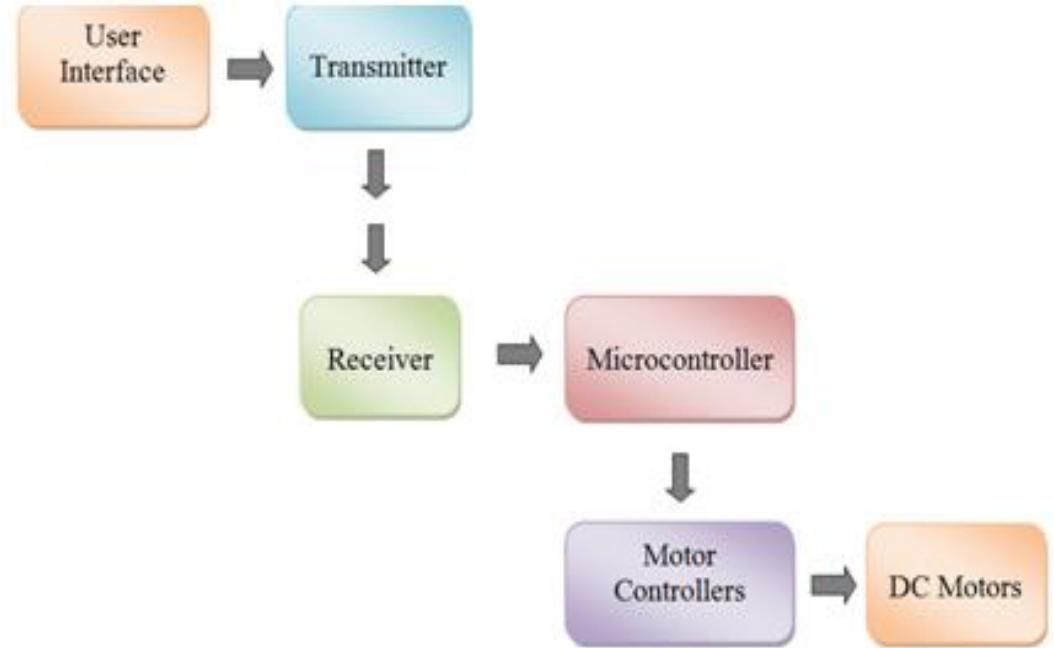 User
Interface
Transmitter
Receiver
Microcontroller
Motor
Controllers
DC Motors